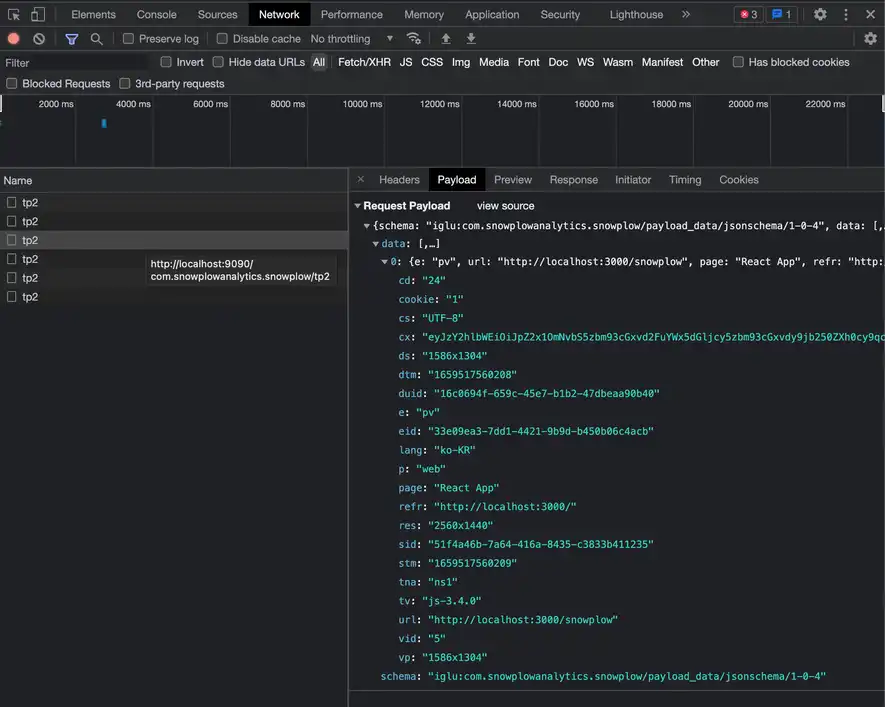 Elements Console Sources Network Performance Memory Application Security Lighthouse » 3 1
Preserve log Disable cache No throttling
Filter Invert Hide data URLs All Fetch/XHR JS CSS Img Media Font Doc WS Wasm Manifest Other Has blocked cookies
Blocked Requests 3rd-party requests
2000 ms 4000 ms 6000 ms 8000 ms 10000 ms 12000 ms 14000 ms 16000 ms 18000 ms 20000 ms 22000 ms
Name
tp2
tp2
tp2
tp2
tp2
tp2
http://localhost:9090/
com.snowplowanalytics.snowplow/tp2
× Headers Payload Preview Response Initiator Timing Cookies
Request Payload view source
{schema: "iglu:com.snowplowanalytics.snowplow/payload_data/jsonschema/1-0-4", data: [,
data: [,…]
0: {e: "pv", url: "http://localhost:3000/snowplow", page: "React App", refr: "http:
cd: "24"
cookie: "1"
cs: "UTF-8"
cx: "eyJzY2hlbWEiOiJpZ2x1OmNvbS5zbm93cGxvd2FuYWx5dGljcy5zbm93cGxvdy9jb250ZXh0cy9qc
ds: "1586x1304"
dtm: "1659517560208"
duid: "16c0694f-659c-45e7-b1b2-47dbeaa90b40"
e: "pv"
eid: "33e09ea3-7dd1-4421-9b9d-b450b06c4acb"
lang: "ko-KR"
p: "web"
page: "React App"
refr: "http://localhost:3000/"
res: "2560x1440"
sid: "51f4a46b-7a64-416a-8435-c3833b411235"
stm: "1659517560209"
tna: "ns1"
tv: "js-3.4.0"
url: "http://localhost:3000/snowplow"
vid: "5"
vp: "1586x1304"
schema: "iglu:com.snowplowanalytics.snowplow/payload_data/jsonschema/1-0-4"